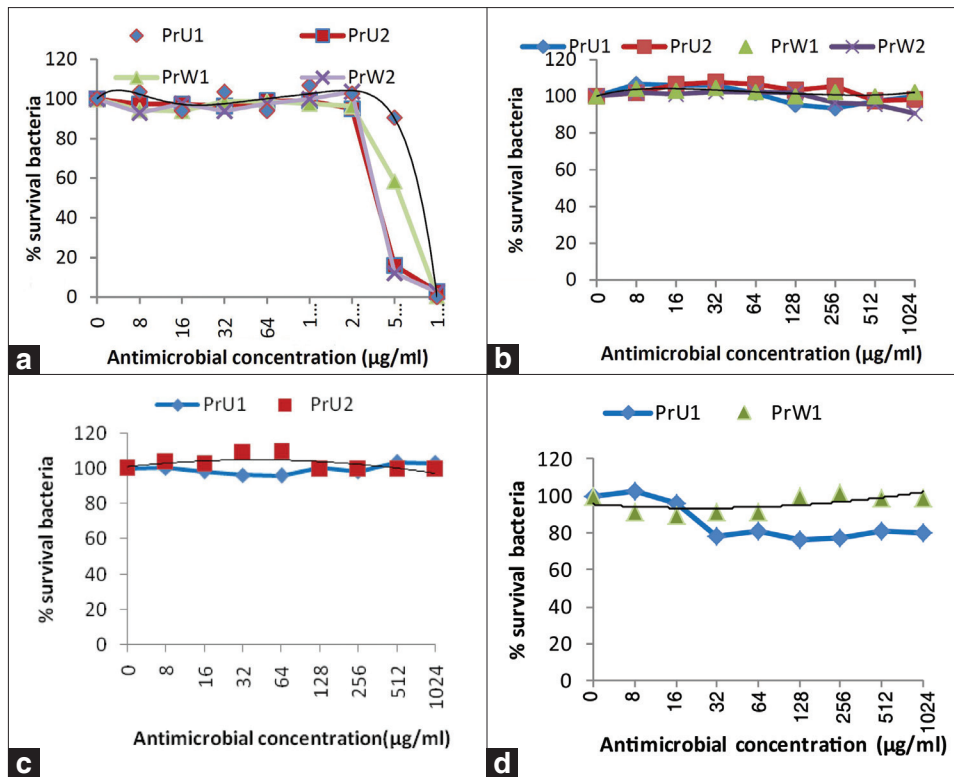 PrU1 PrU2
PrW1 PrW2
120
100
80
60
40
20
0
% survival bacteria
0 8 16 32 64 1... 2... 5... 1...
Antimicrobial concentration (µg/ml)
a
PrU1 PrU2 PrW1 PrW2
120
100
80
60
40
20
0
% survival bacteria
0 8 16 32 64 128 256 512 1024
Antimicrobial concentration (µg/ml)
b
PrU1 PrU2
120
100
80
60
40
20
0
% survival bacteria
0 8 16 32 64 128 256 512 1024
Antimicrobial concentration(µg/ml)
c
PrU1 PrW1
120
100
80
60
40
20
0
% survival bacteria
0 8 16 32 64 128 256 512 1024
Antimicrobial concentration (µg/ml)
d